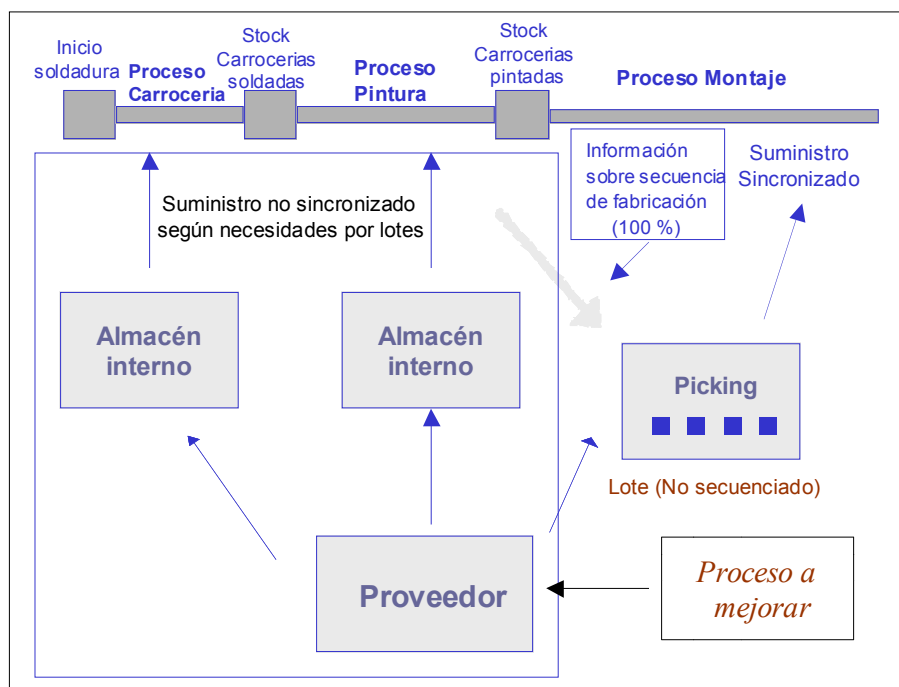 Inicio
soldadura
Proceso
Carroceria
Stock
Carrocerias
soldadas
Proceso
Pintura
Stock
Carrocerias
pintadas
Proceso Montaje
Información
sobre secuencia
de fabricación
(100 %)
Suministro
Sincronizado
Suministro no sincronizado
según necesidades por lotes
Almacén
interno
Almacén
interno
Picking
Lote (No secuenciado)
Proveedor
Proceso a
mejorar